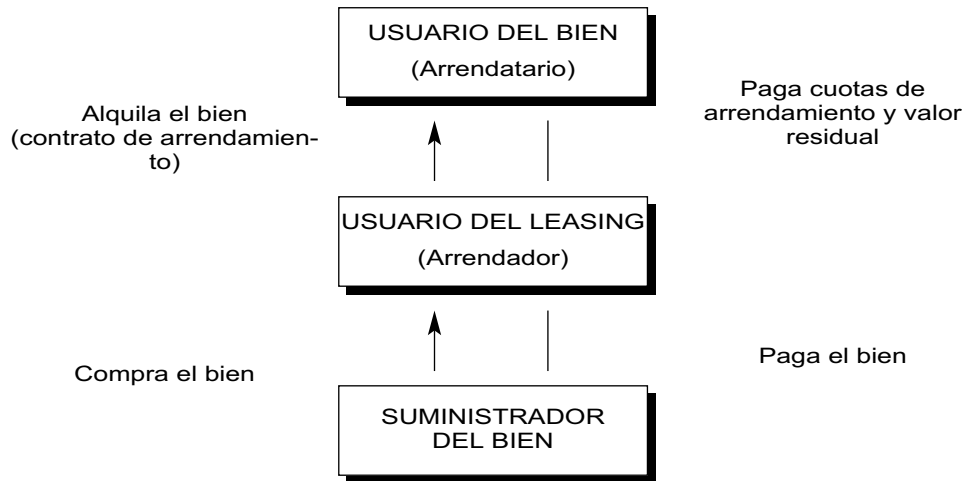 USUARIO DEL BIEN
(Arrendatario)
Alquila el bien
(contrato de arrendamien-
to)
Paga cuotas de
arrendamiento y valor
residual
USUARIO DEL LEASING
(Arrendador)
Compra el bien
Paga el bien
SUMINISTRADOR
DEL BIEN